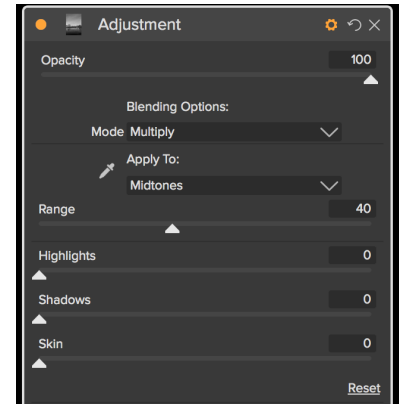 Adjustment
Opacity 100
Blending Options:
Mode Multiply
Apply To:
Midtones
Range 40
Highlights 0
Shadows 0
Skin 0
Reset